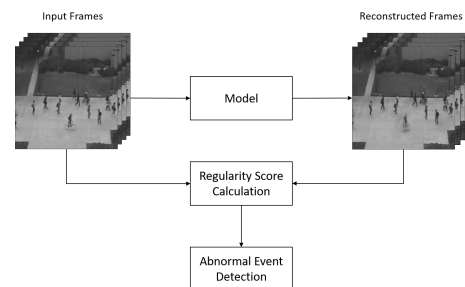 Input Frames
Reconstructed Frames
Model
Regularity Score
Calculation
Abnormal Event
Detection